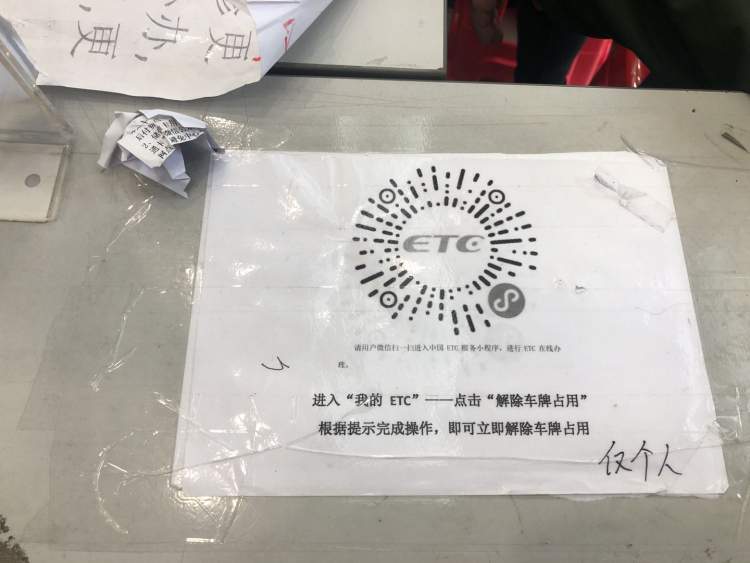 更
办,更
ETC
请用户微信扫一扫进入中国 ETC 服务小程序，进行 ETC 在线办
理。
进入“我的 ETC”——点击“解除车牌占用”
根据提示完成操作，即可立即解除车牌占用
仅个人